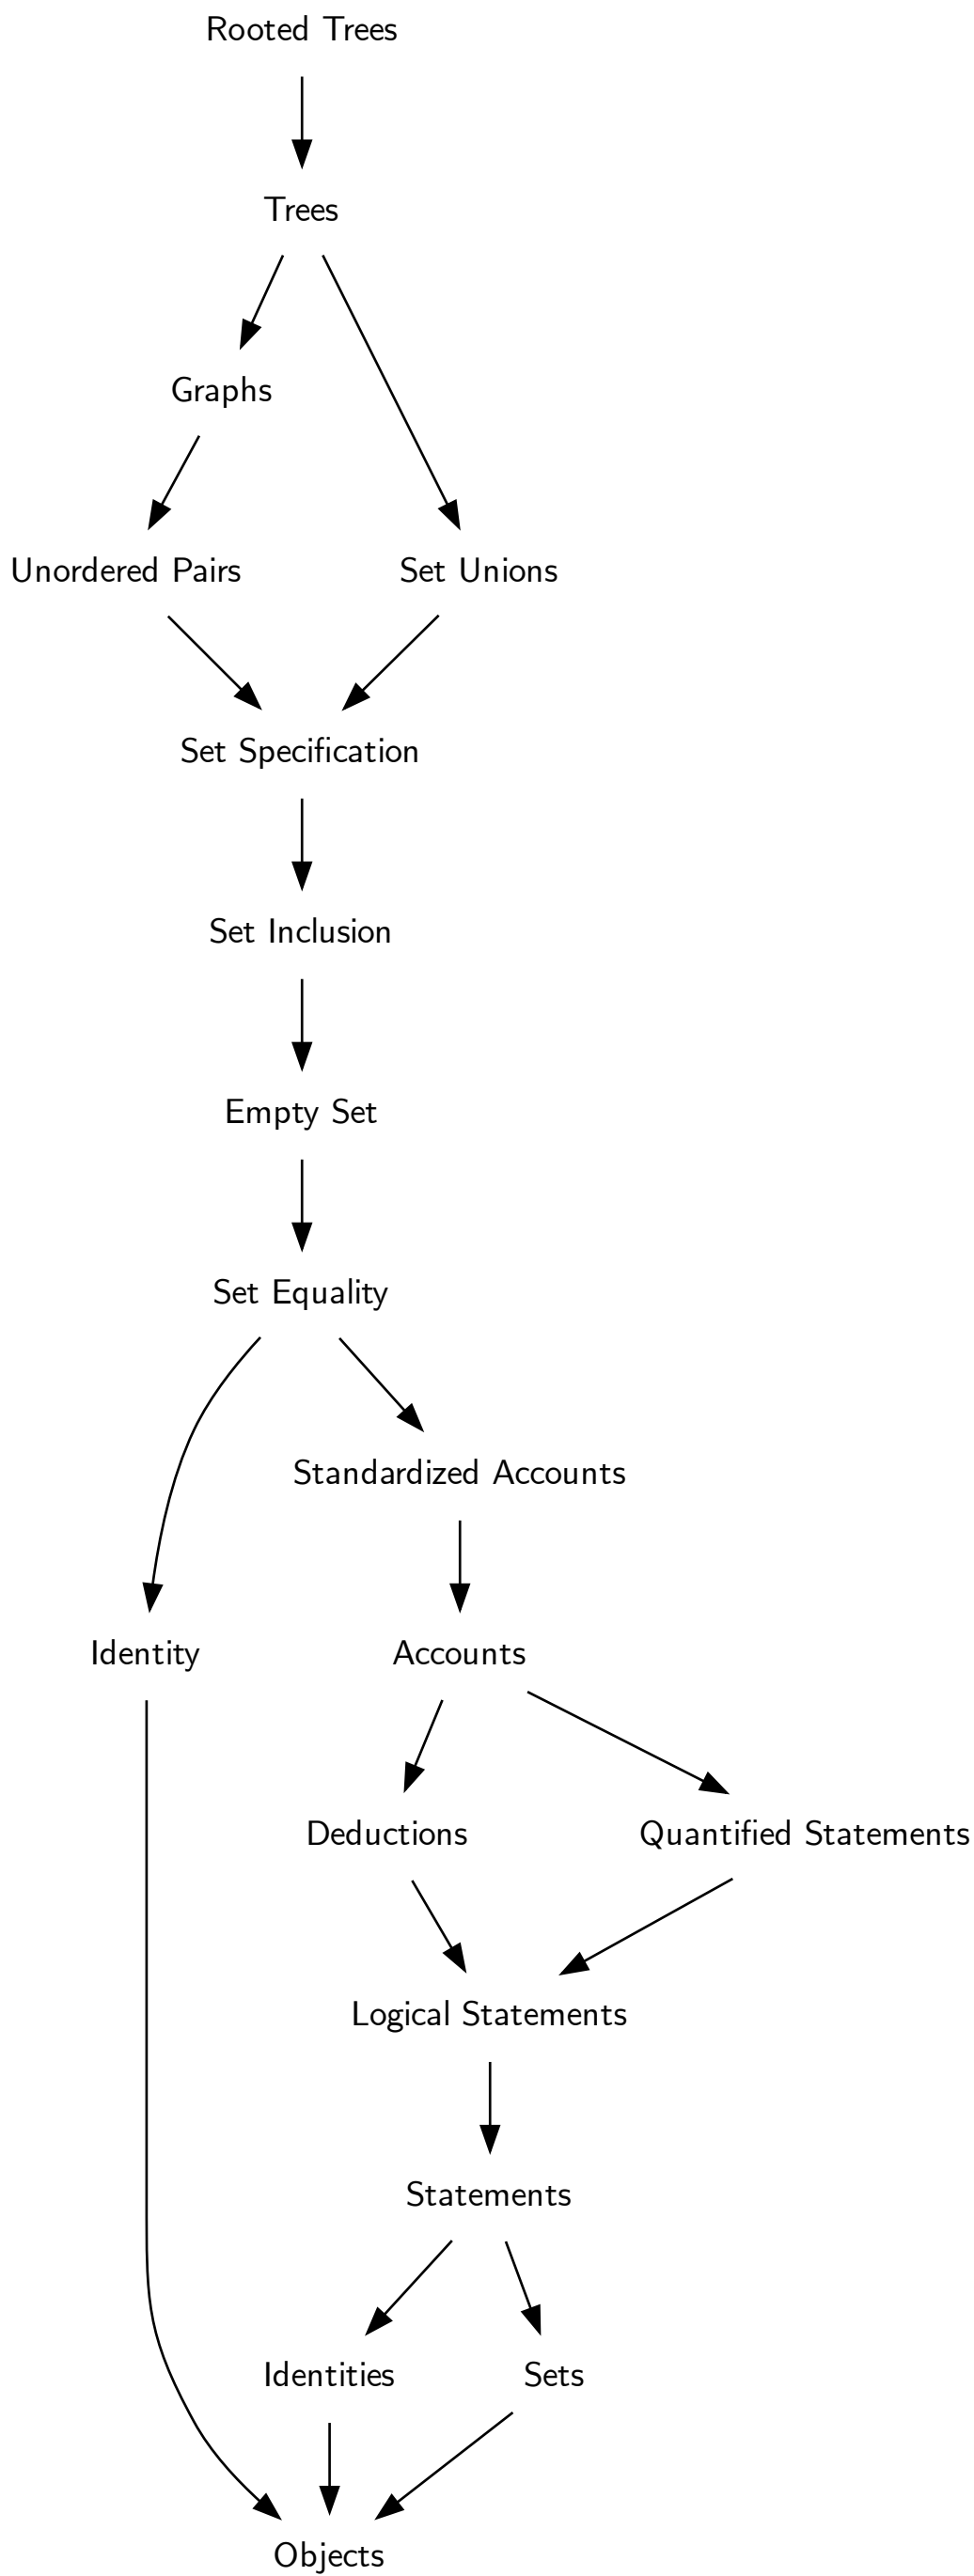 Rooted Trees
Trees
Graphs
Unordered Pairs
Set Unions
Set Specification
Set Inclusion
Empty Set
Set Equality
Standardized Accounts
Identity
Accounts
Deductions
Quantified Statements
Logical Statements
Statements
Identities
Sets
Objects